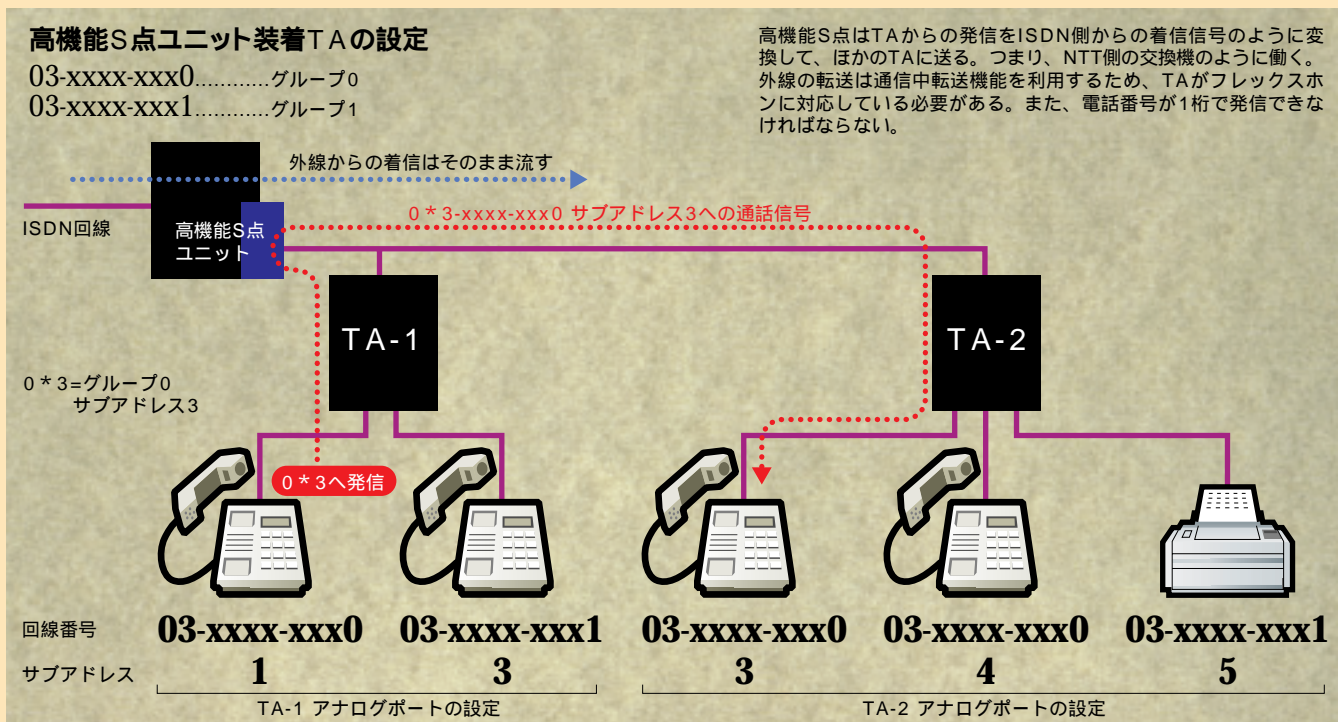 高機能S点ユニット装着TAの設定
03-xxxx-xxx0............グループ0
03-xxxx-xxx1............グループ1
高機能S点はTAからの発信をISDN側からの着信信号のように変
換して、ほかのTAに送る。つまり、NTT側の交換機のように働く。
外線の転送は通信中転送機能を利用するため、TAがフレックスホ
ンに対応している必要がある。また、電話番号が1桁で発信できな
ければならない。
外線からの着信はそのまま流す
ISDN回線
高機能S点
ユニット
0*3-xxxx-xxx0 サブアドレス3への通話信号
TA-1
TA-2
0*3=グループ0
サブアドレス3
0*3へ発信
回線番号 03-xxxx-xxx0 03-xxxx-xxx1 03-xxxx-xxx0 03-xxxx-xxx0 03-xxxx-xxx1
サブアドレス 1 3 3 4 5
TA-1 アナログポートの設定 TA-2 アナログポートの設定